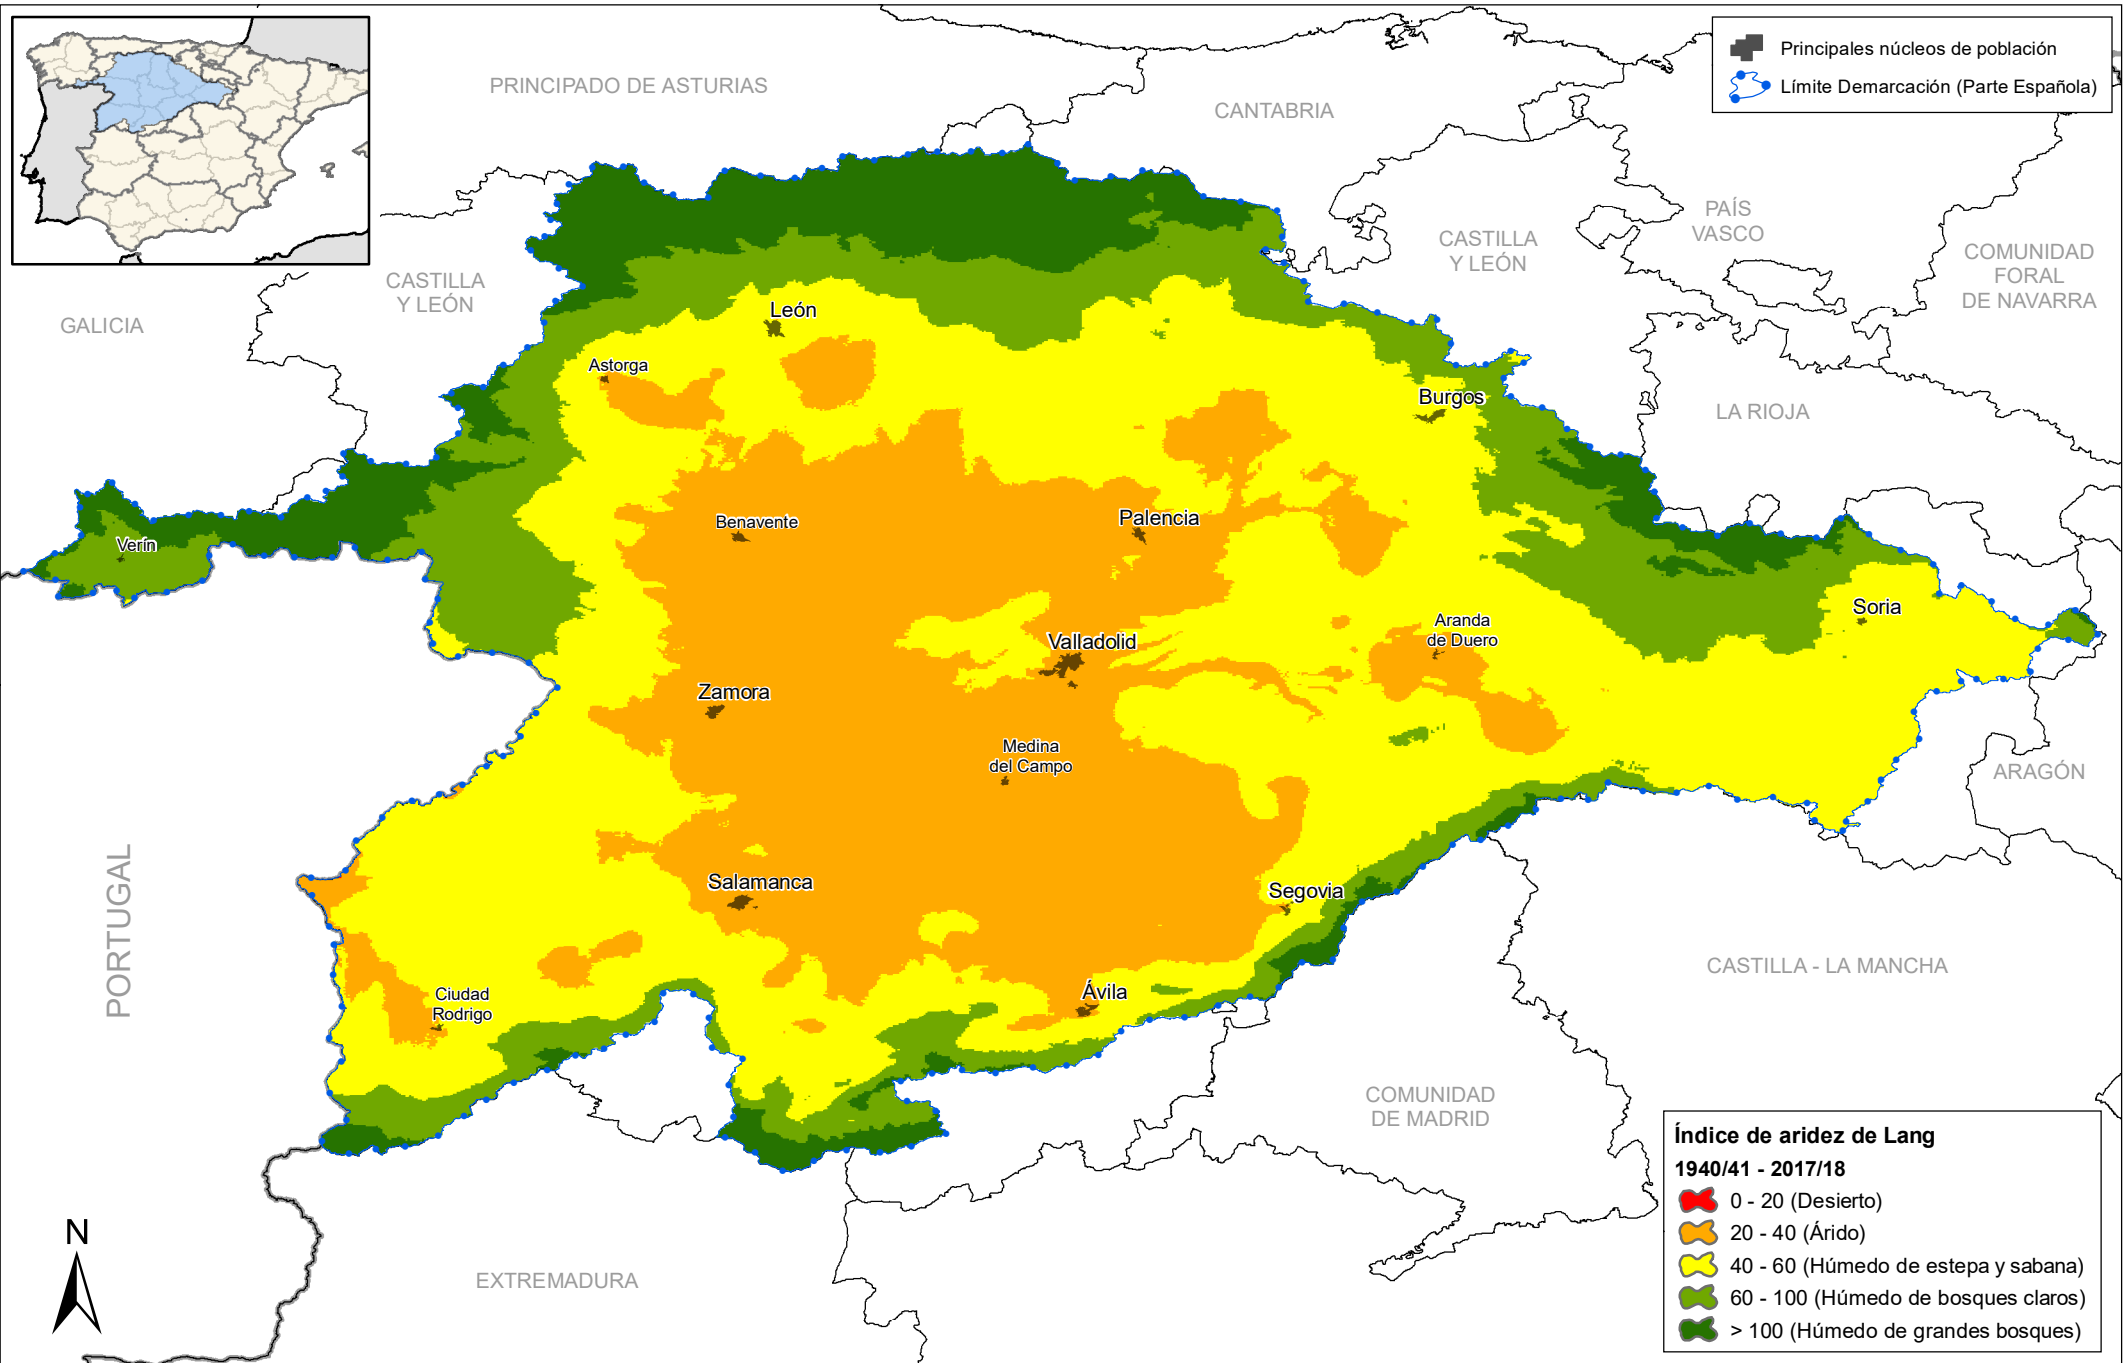 Principales núcleos de población
Límite Demarcación (Parte Española)
PRINCIPADO DE ASTURIAS
CANTABRIA
PAÍS
VASCO
CASTILLA
Y LEÓN
COMUNIDAD
FORAL
DE NAVARRA
CASTILLA
Y LEÓN
GALICIA
León
Astorga
Burgos
LA RIOJA
Benavente
Palencia
Verín
Soria
Aranda
de Duero
Valladolid
Zamora
Medina
del Campo
ARAGÓN
PORTUGAL
Salamanca
Segovia
CASTILLA - LA MANCHA
Ciudad
Rodrigo
Ávila
COMUNIDAD
DE MADRID
EXTREMADURA
N
Índice de aridez de Lang
1940/41 - 2017/18
0 - 20 (Desierto)
20 - 40 (Árido)
40 - 60 (Húmedo de estepa y sabana)
60 - 100 (Húmedo de bosques claros)
> 100 (Húmedo de grandes bosques)